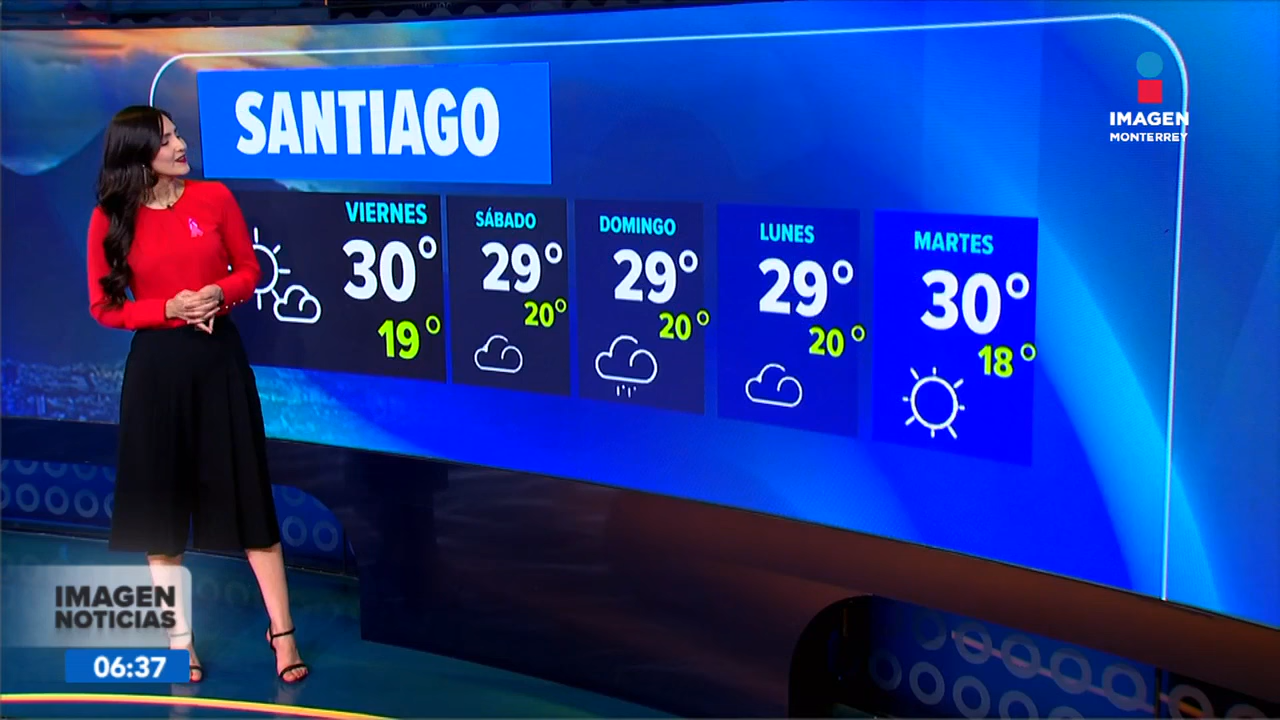 SANTIAGO
IMAGEN
MONTERREY
VIERNES
30°
19°
SÁBADO
29°
20°
DOMINGO
29°
20°
LUNES
29°
20°
MARTES
30°
18°
IMAGEN
NOTICIAS
06:37